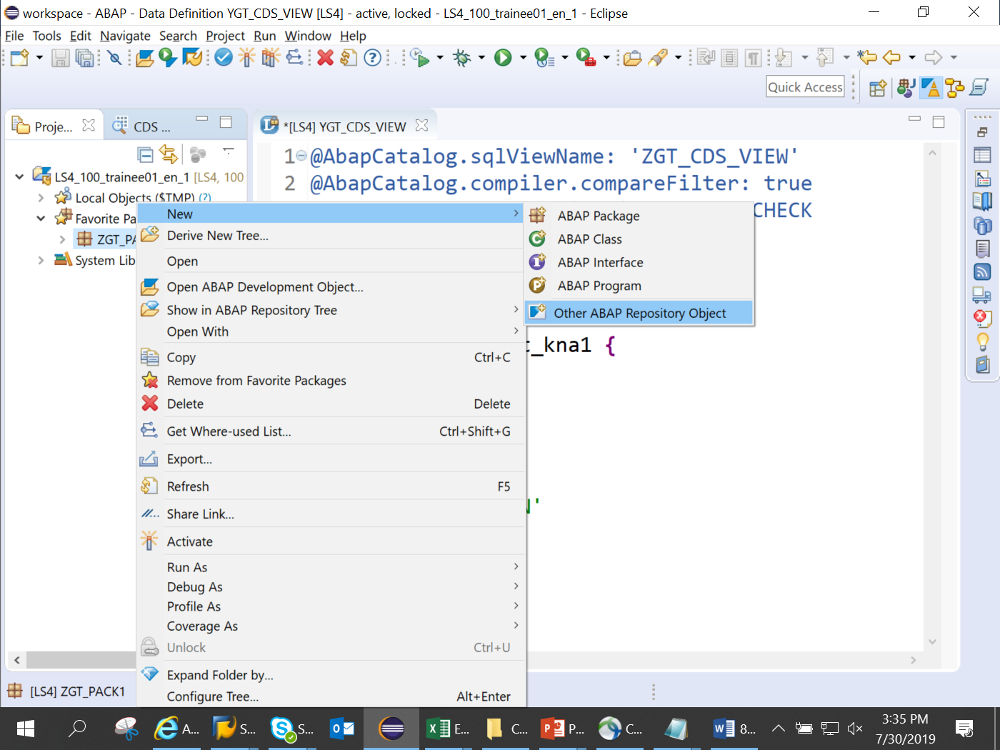 workspace - ABAP - Data Definition YGT_CDS_VIEW [LS4] - active, locked - LS4_100_trainee01_en_1 - Eclipse
File Tools Edit Navigate Search Project Run Window Help
Quick Access
Proje...
CDS ...
*[LS4] YGT_CDS_VIEW
LS4_100_trainee01_en_1 [LS4, 100
Local Objects ($TMP) (?)
Favorite Pa
ZGT_PA
System Lib
1 @AbapCatalog.sqlViewName: 'ZGT_CDS_VIEW'
2 @AbapCatalog.compiler.compareFilter: true
CHECK
_kna1 {
'
New
Derive New Tree...
Open
Open ABAP Development Object...
Show in ABAP Repository Tree
Open With
Copy Ctrl+C
Remove from Favorite Packages
Delete Delete
Get Where-used List... Ctrl+Shift+G
Export...
Refresh F5
Share Link...
Activate
Run As
Debug As
Profile As
Coverage As
Unlock Ctrl+U
Expand Folder by...
Configure Tree... Alt+Enter
ABAP Package
ABAP Class
ABAP Interface
ABAP Program
Other ABAP Repository Object
[LS4] ZGT_PACK1
A...
S...
S...
E...
C...
P...
C...
8...
3:35 PM
7/30/2019